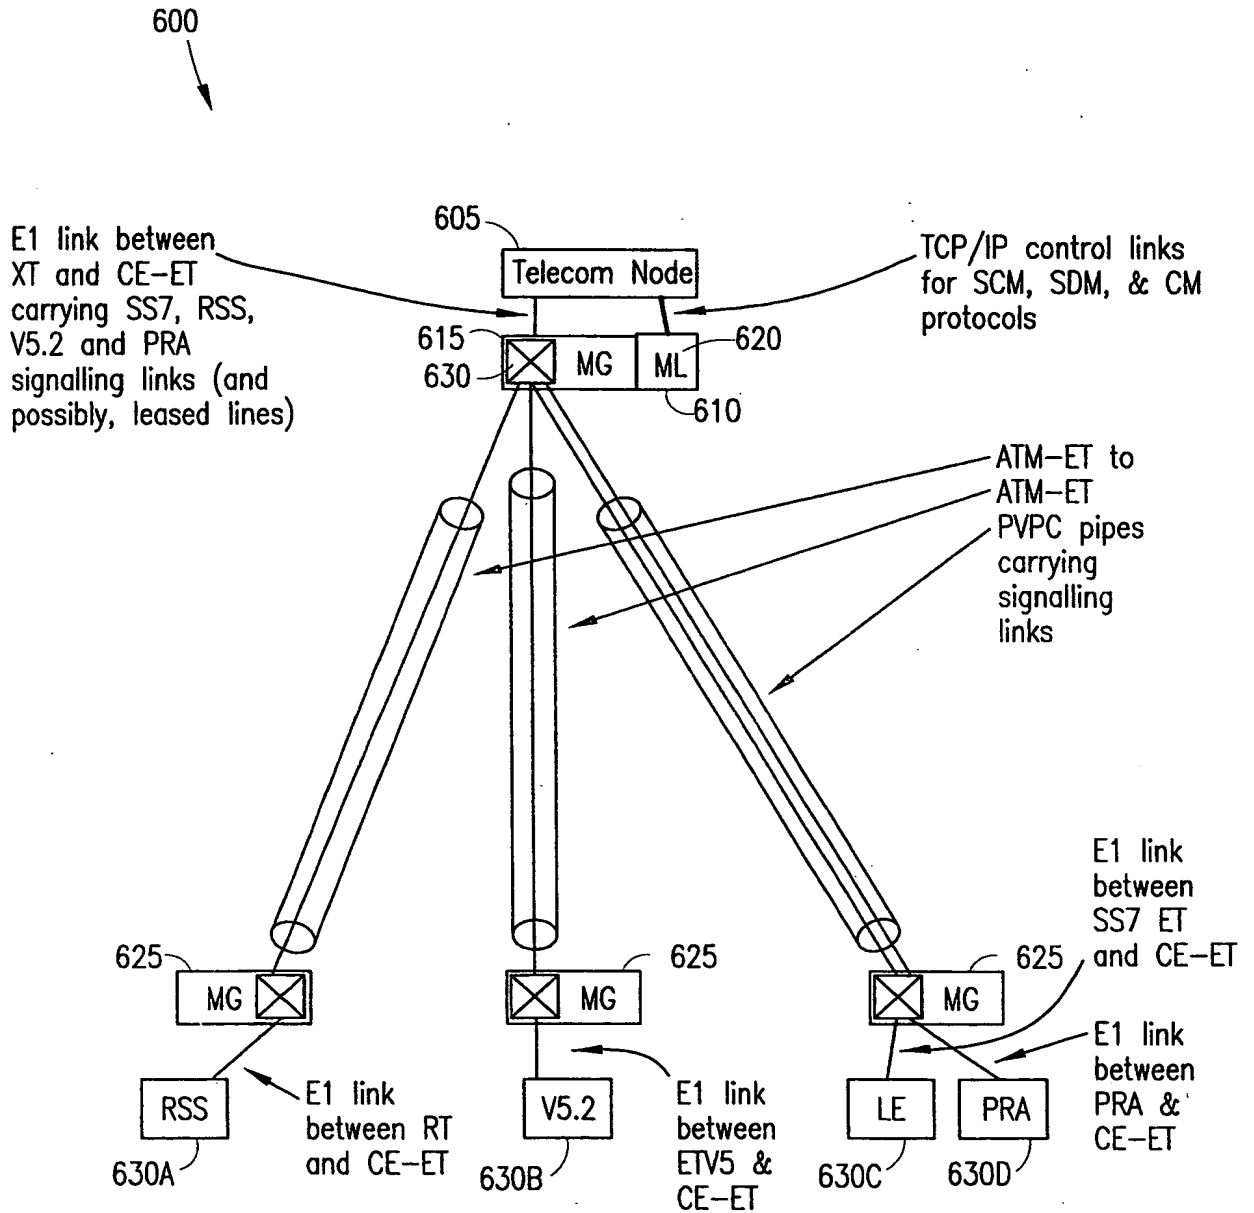 600
605
E1 link between
XT and CE-ET
carrying SS7, RSS,
V5.2 and PRA
signalling links (and
possibly, leased lines)
Telecom Node
TCP/IP control links
for SCM, SDM, & CM
protocols
615
630
MG
620
ML
610
ATM-ET to
ATM-ET
PVPC pipes
carrying
signalling
links
E1 link
between
SS7 ET
and CE-ET
625
MG
625
MG
625
MG
E1 link
between
PRA &
CE-ET
RSS
630A
E1 link
between RT
and CE-ET
V5.2
630B
E1 link
between
ETV5 &
CE-ET
LE
630C
PRA
630D